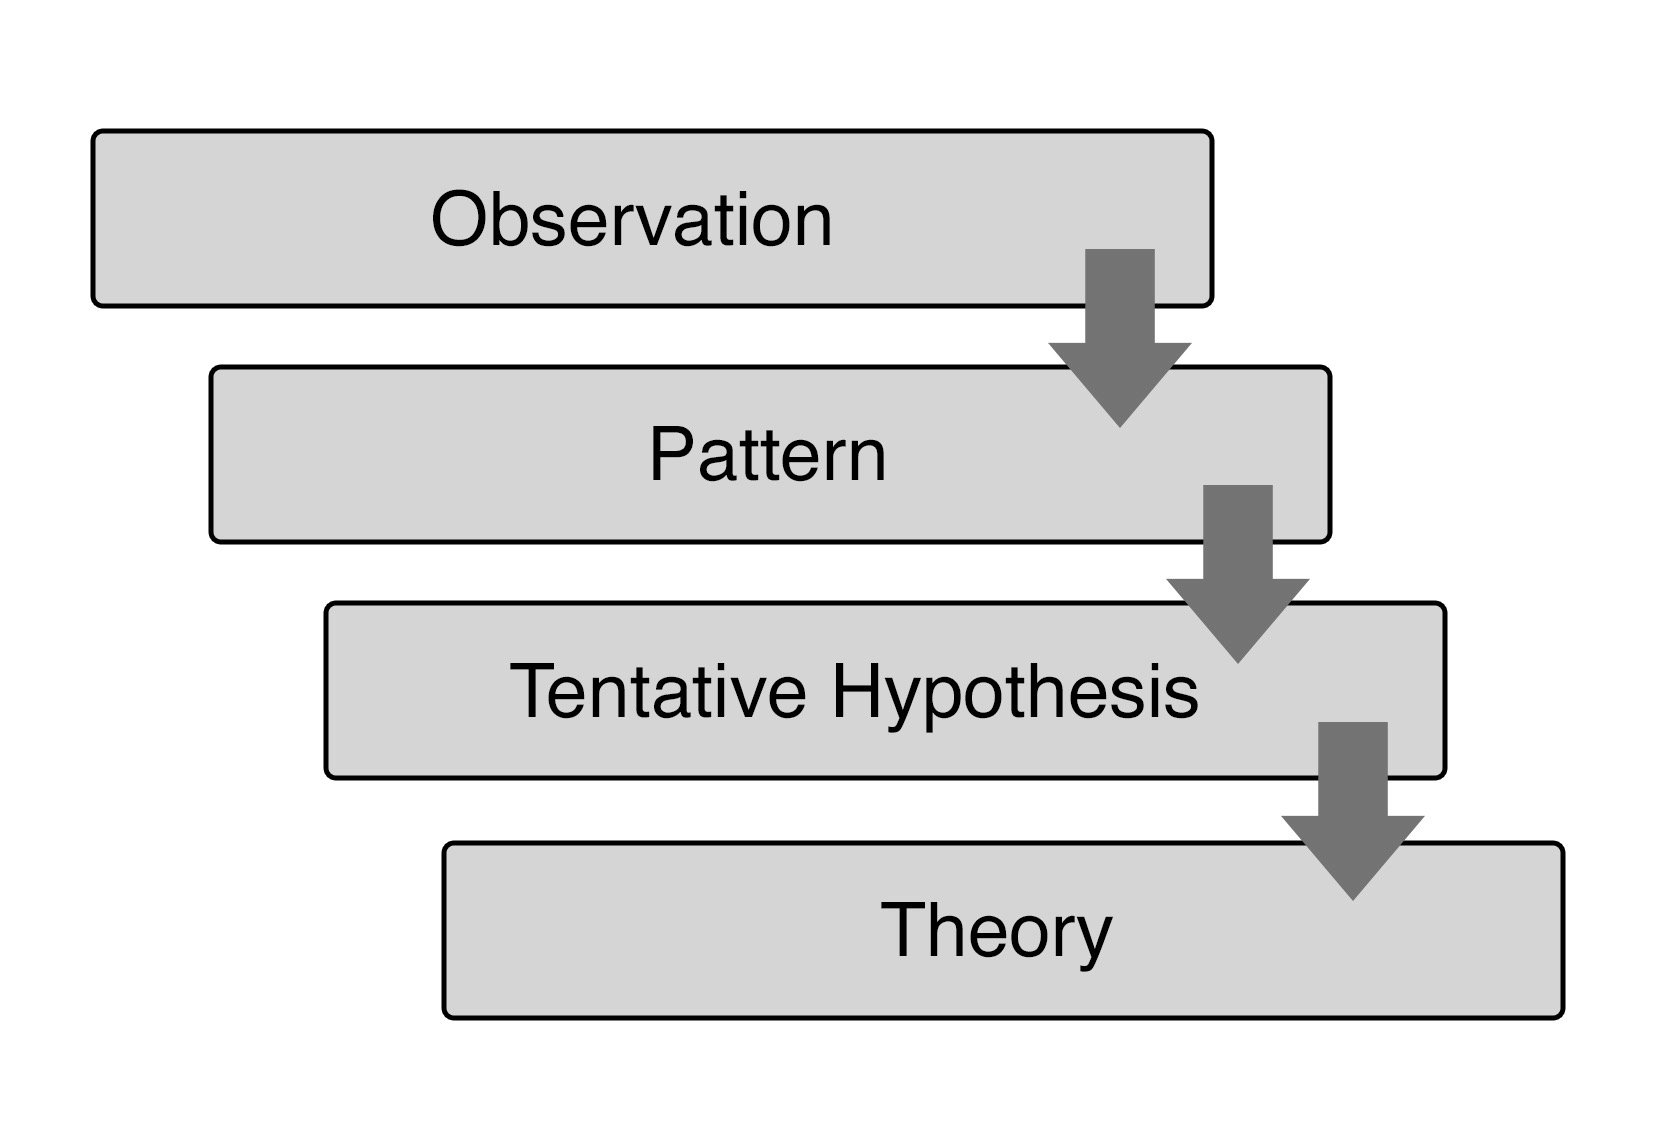 Observation
Pattern
Tentative Hypothesis
Theory